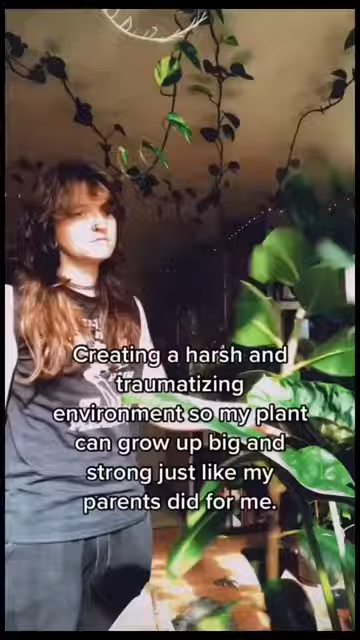 Creating a harsh and
traumatizing
environment so my plant
can grow up big and
strong just like my
parents did for me.